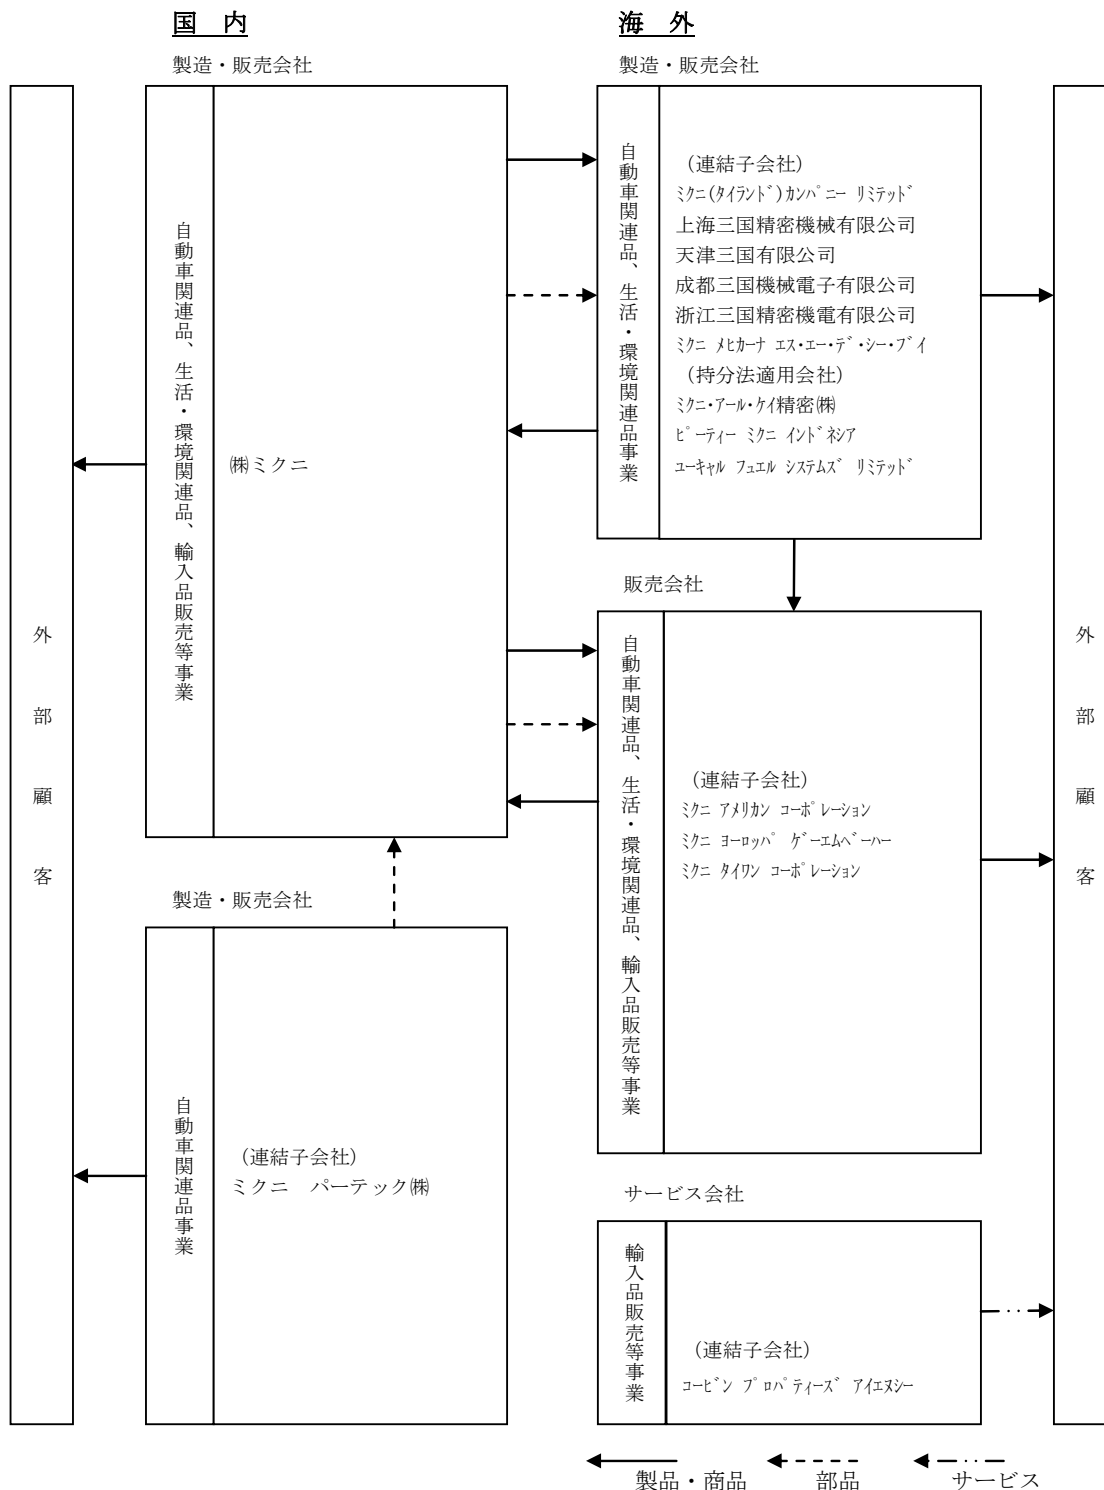 国　内
海　外
製造・販売会社
製造・販売会社
外部顧客
自動車関連品、生活・環境関連品、輸入品販売等事業
㈱ミクニ
自動車関連品、生活・環境関連品事業
（連結子会社）
ﾐｸﾆ(ﾀｲﾗﾝﾄﾞ)ｶﾝﾊﾟﾆｰ ﾘﾐﾃｯﾄﾞ
上海三国精密機械有限公司
天津三国有限公司
成都三国機械電子有限公司
浙江三国精密機電有限公司
ﾐｸﾆ ﾒﾋｶｰﾅ ｴｽ･ｴｰ･ﾃﾞ･ｼｰ･ﾌﾞｲ
（持分法適用会社）
ﾐｸﾆ･ｱｰﾙ･ｹｲ精密㈱
ﾋﾟｰﾃｨｰ ﾐｸﾆ ｲﾝﾄﾞﾈｼｱ
ﾕｰｷｬﾙ ﾌｭｴﾙ ｼｽﾃﾑｽﾞ ﾘﾐﾃｯﾄﾞ
外部顧客
販売会社
自動車関連品、生活・環境関連品、輸入品販売等事業
（連結子会社）
ﾐｸﾆ ｱﾒﾘｶﾝ ｺｰﾎﾟﾚｰｼｮﾝ
ﾐｸﾆ ﾖｰﾛｯﾊﾟ ｹﾞｰｴﾑﾍﾞｰﾊｰ
ﾐｸﾆ ﾀｲﾜﾝ ｺｰﾎﾟﾚｰｼｮﾝ
製造・販売会社
自動車関連品事業
（連結子会社）
ミクニ　パーテック㈱
サービス会社
輸入品販売等事業
（連結子会社）
ｺｰﾋﾞﾝ ﾌﾟﾛﾊﾟﾃｨｰｽﾞ ｱｲｴﾇｼｰ
製品・商品
部品
サービス